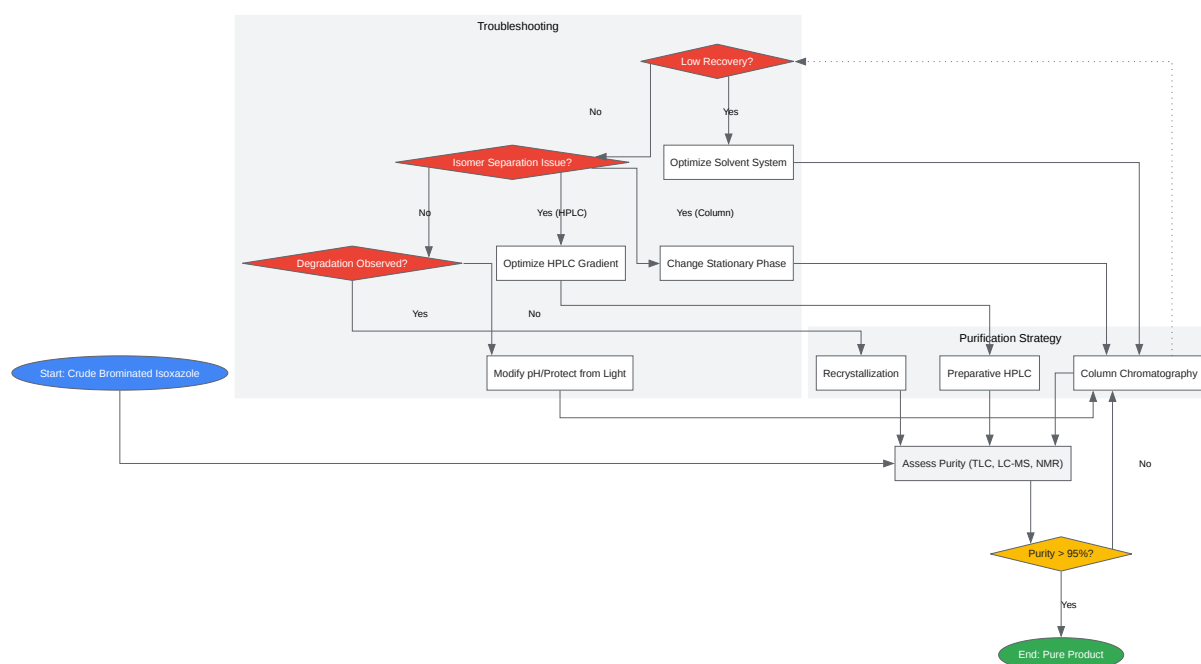 Troubleshooting
Low Recovery?
No
Yes
Isomer Separation Issue?
Optimize Solvent System
No
Yes (HPLC)
Yes (Column)
Degradation Observed?
Optimize HPLC Gradient
Change Stationary Phase
Yes
No
Purification Strategy
Start: Crude Brominated Isoxazole
Modify pH/Protect from Light
Recrystallization
Preparative HPLC
Column Chromatography
Assess Purity (TLC, LC-MS, NMR)
No
Purity > 95%?
Yes
End: Pure Product